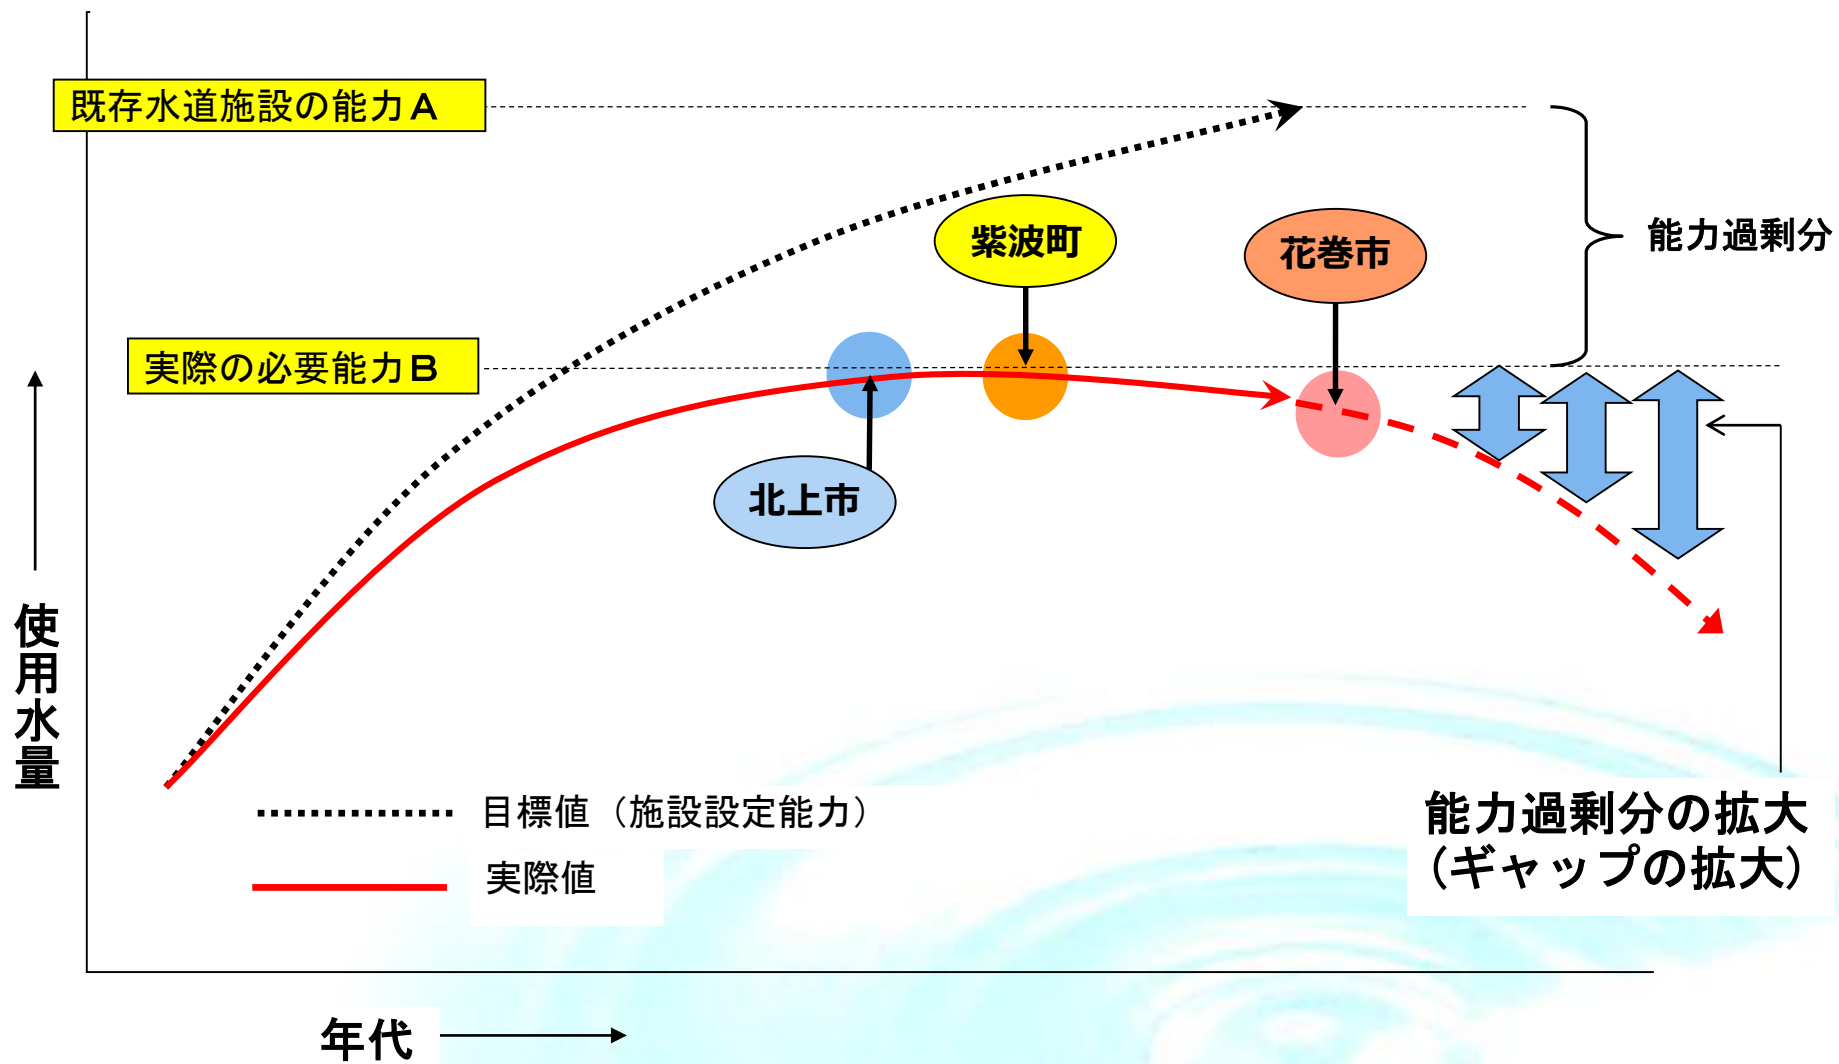 既存水道施設の能力A
紫波町
花巻市
能力過剰分
実際の必要能力B
北上市
使用水量
目標値（施設設定能力）
実際値
能力過剰分の拡大
（ギャップの拡大）
年代